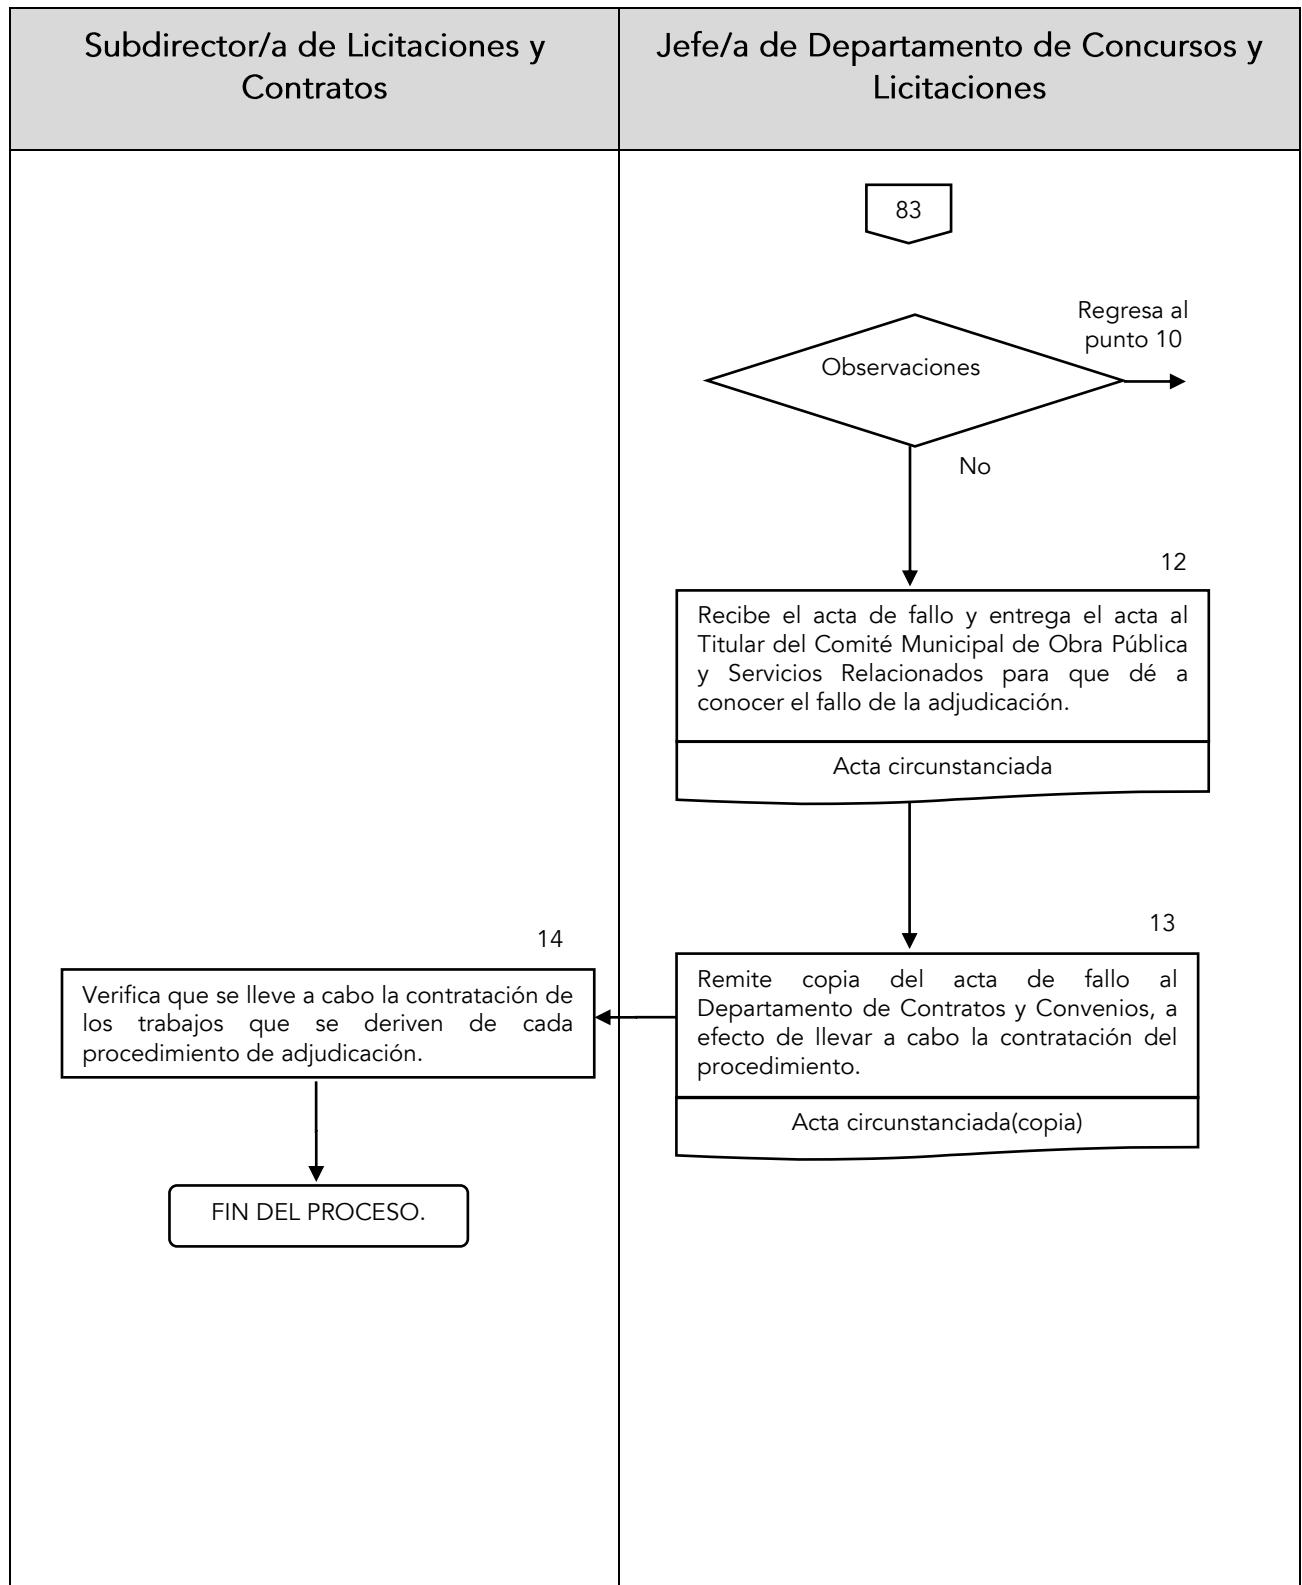 Subdirector/a de Licitaciones y
Contratos
Jefe/a de Departamento de Concursos y
Licitaciones
83
Regresa al
punto 10
Observaciones
No
12
Recibe el acta de fallo y entrega el acta al
Titular del Comité Municipal de Obra Pública
y Servicios Relacionados para que dé a
conocer el fallo de la adjudicación.
Acta circunstanciada
13
Remite copia del acta de fallo al
Departamento de Contratos y Convenios, a
efecto de llevar a cabo la contratación del
procedimiento.
Acta circunstanciada(copia)
14
Verifica que se lleve a cabo la contratación de
los trabajos que se deriven de cada
procedimiento de adjudicación.
FIN DEL PROCESO.